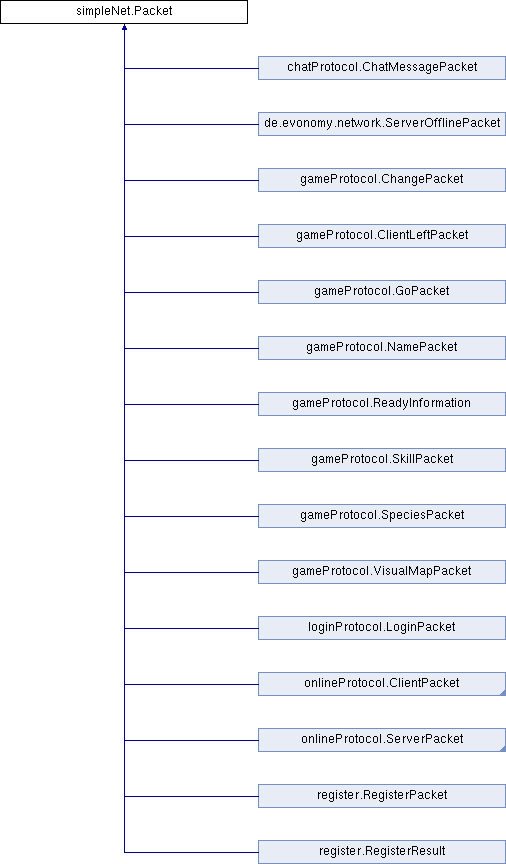 simpleNet.Packet
chatProtocol.ChatMessagePacket
de.evonomy.network.ServerOfflinePacket
gameProtocol.ChangePacket
gameProtocol.ClientLeftPacket
gameProtocol.GoPacket
gameProtocol.NamePacket
gameProtocol.ReadyInformation
gameProtocol.SkillPacket
gameProtocol.SpeciesPacket
gameProtocol.VisualMapPacket
loginProtocol.LoginPacket
onlineProtocol.ClientPacket
onlineProtocol.ServerPacket
register.RegisterPacket
register.RegisterResult